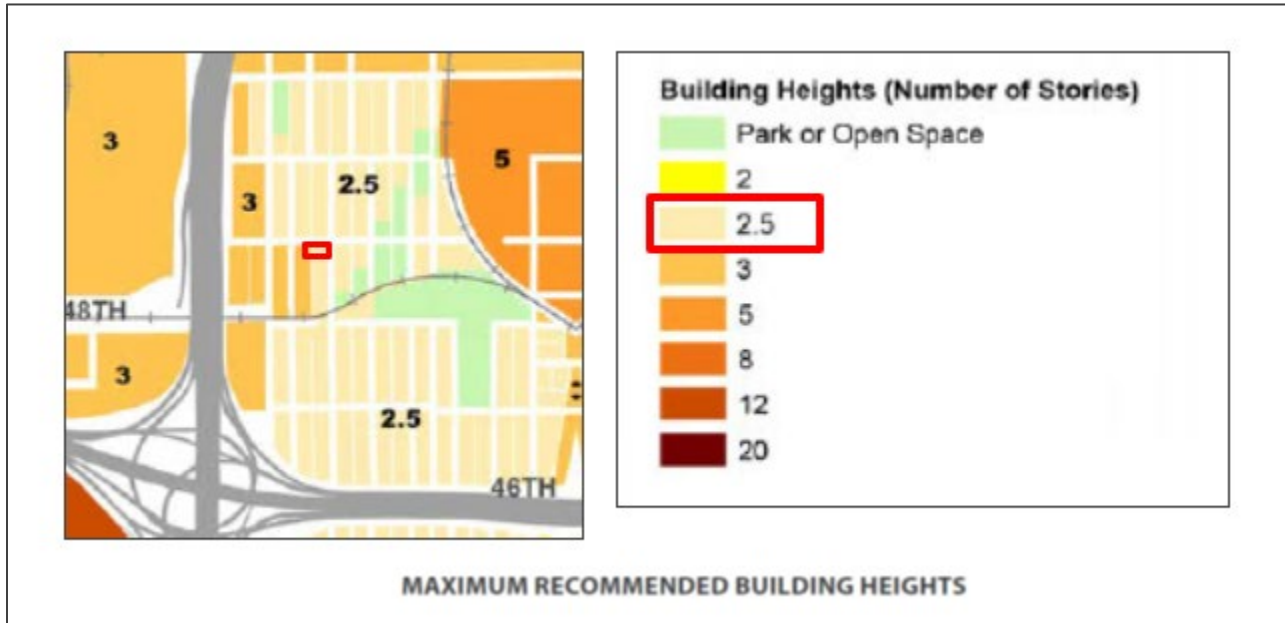 3
5
2.5
3
48TH
3
2.5
46TH
Building Heights (Number of Stories)
Park or Open Space
2
2.5
3
5
8
12
20
MAXIMUM RECOMMENDED BUILDING HEIGHTS